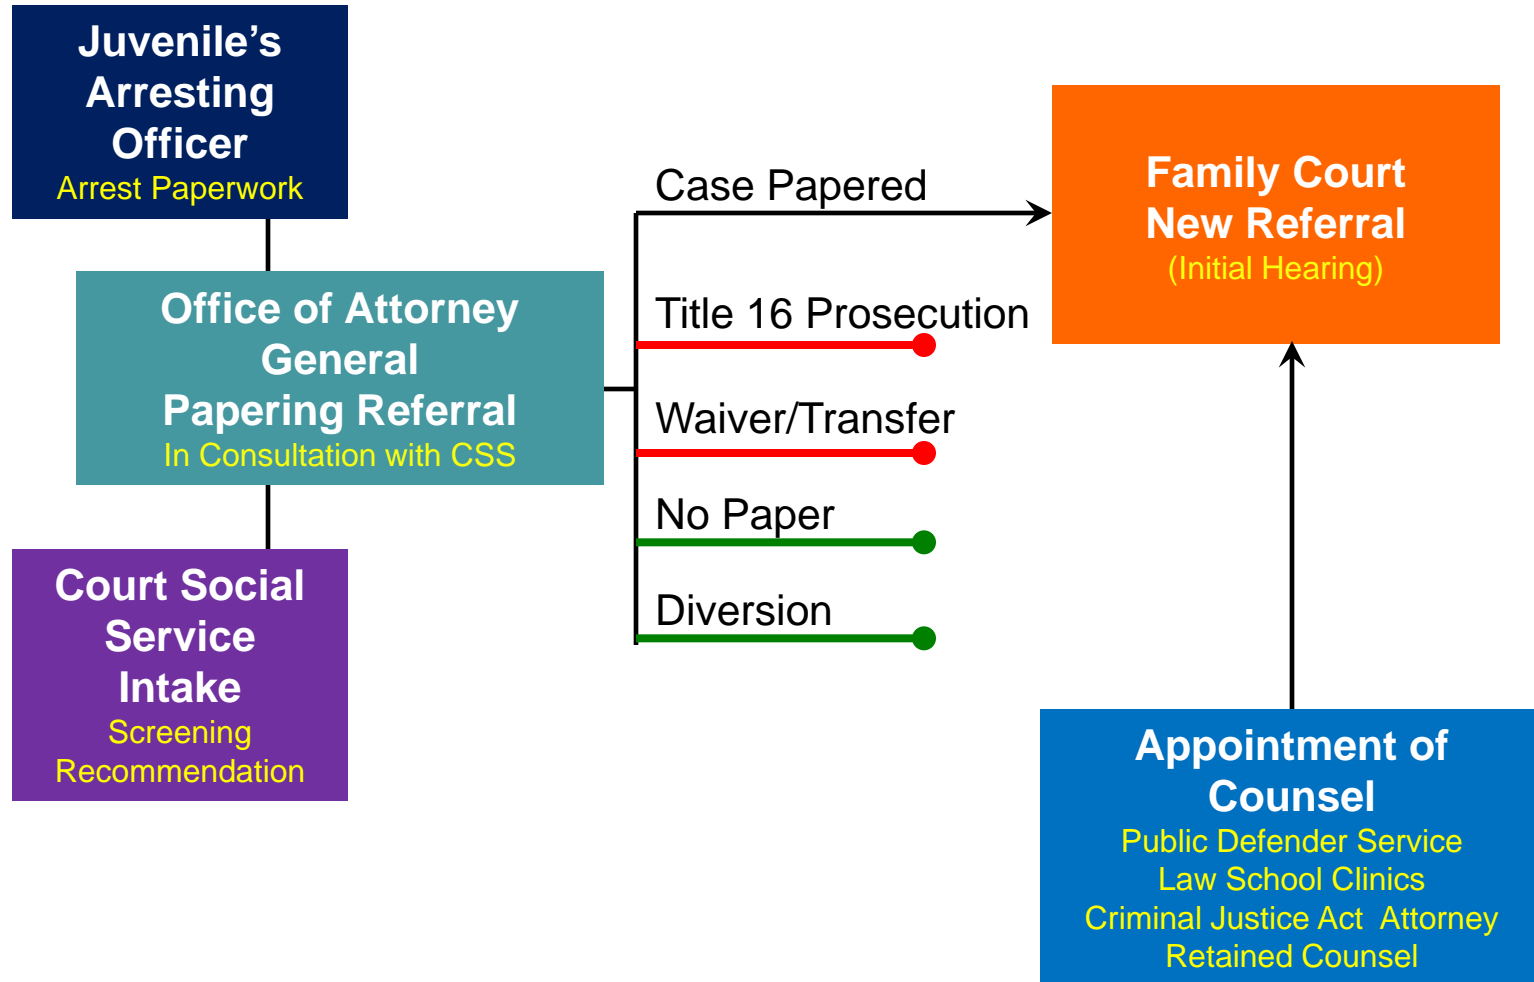 Juvenile’s
Arresting
Officer
Arrest Paperwork
Office of Attorney
General
Papering Referral
In Consultation with CSS
Court Social
Service
Intake
Screening
Recommendation
Case Papered
Title 16 Prosecution
Waiver/Transfer
No Paper
Diversion
Family Court
New Referral
(Initial Hearing)
Appointment of
Counsel
Public Defender Service
Law School Clinics
Criminal Justice Act  Attorney
Retained Counsel